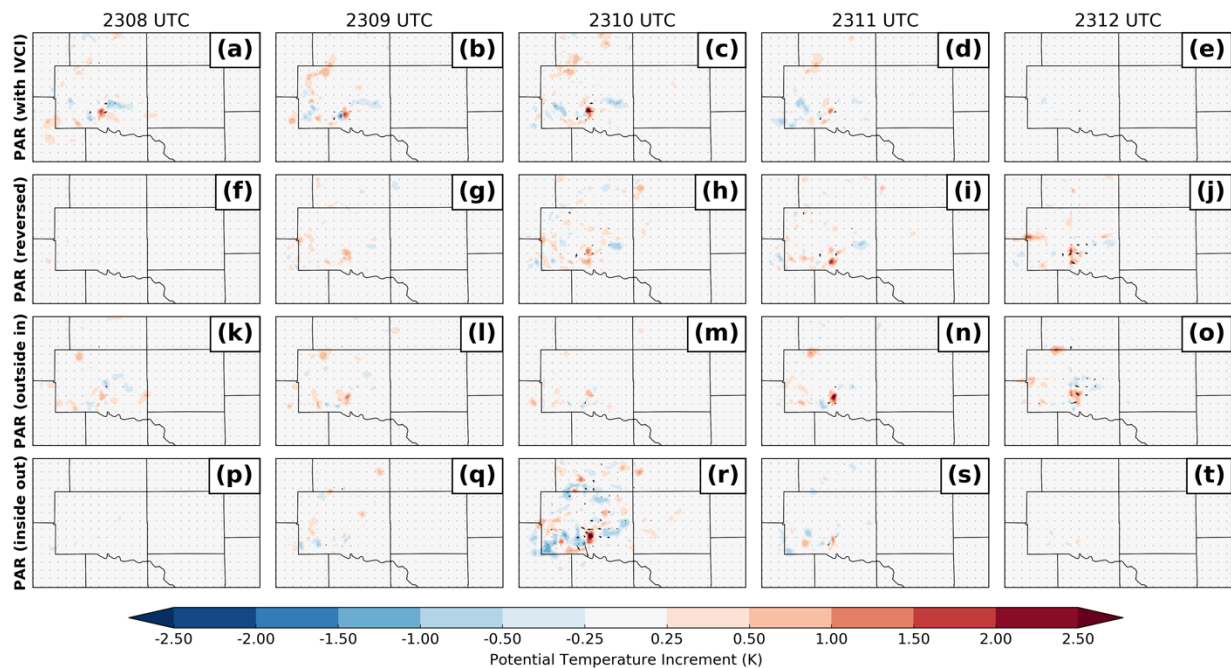 2308 UTC 2309 UTC 2310 UTC 2311 UTC 2312 UTC
PAR (with IVCI) (a) (b) (c) (d) (e)
PAR (reversed) (f) (g) (h) (i) (j)
PAR (outside in) (k) (l) (m) (n) (o)
PAR (inside out) (p) (q) (r) (s) (t)
-2.50 -2.00 -1.50 -1.00 -0.50 -0.25 0.25 0.50 1.00 1.50 2.00 2.50
Potential Temperature Increment (K)